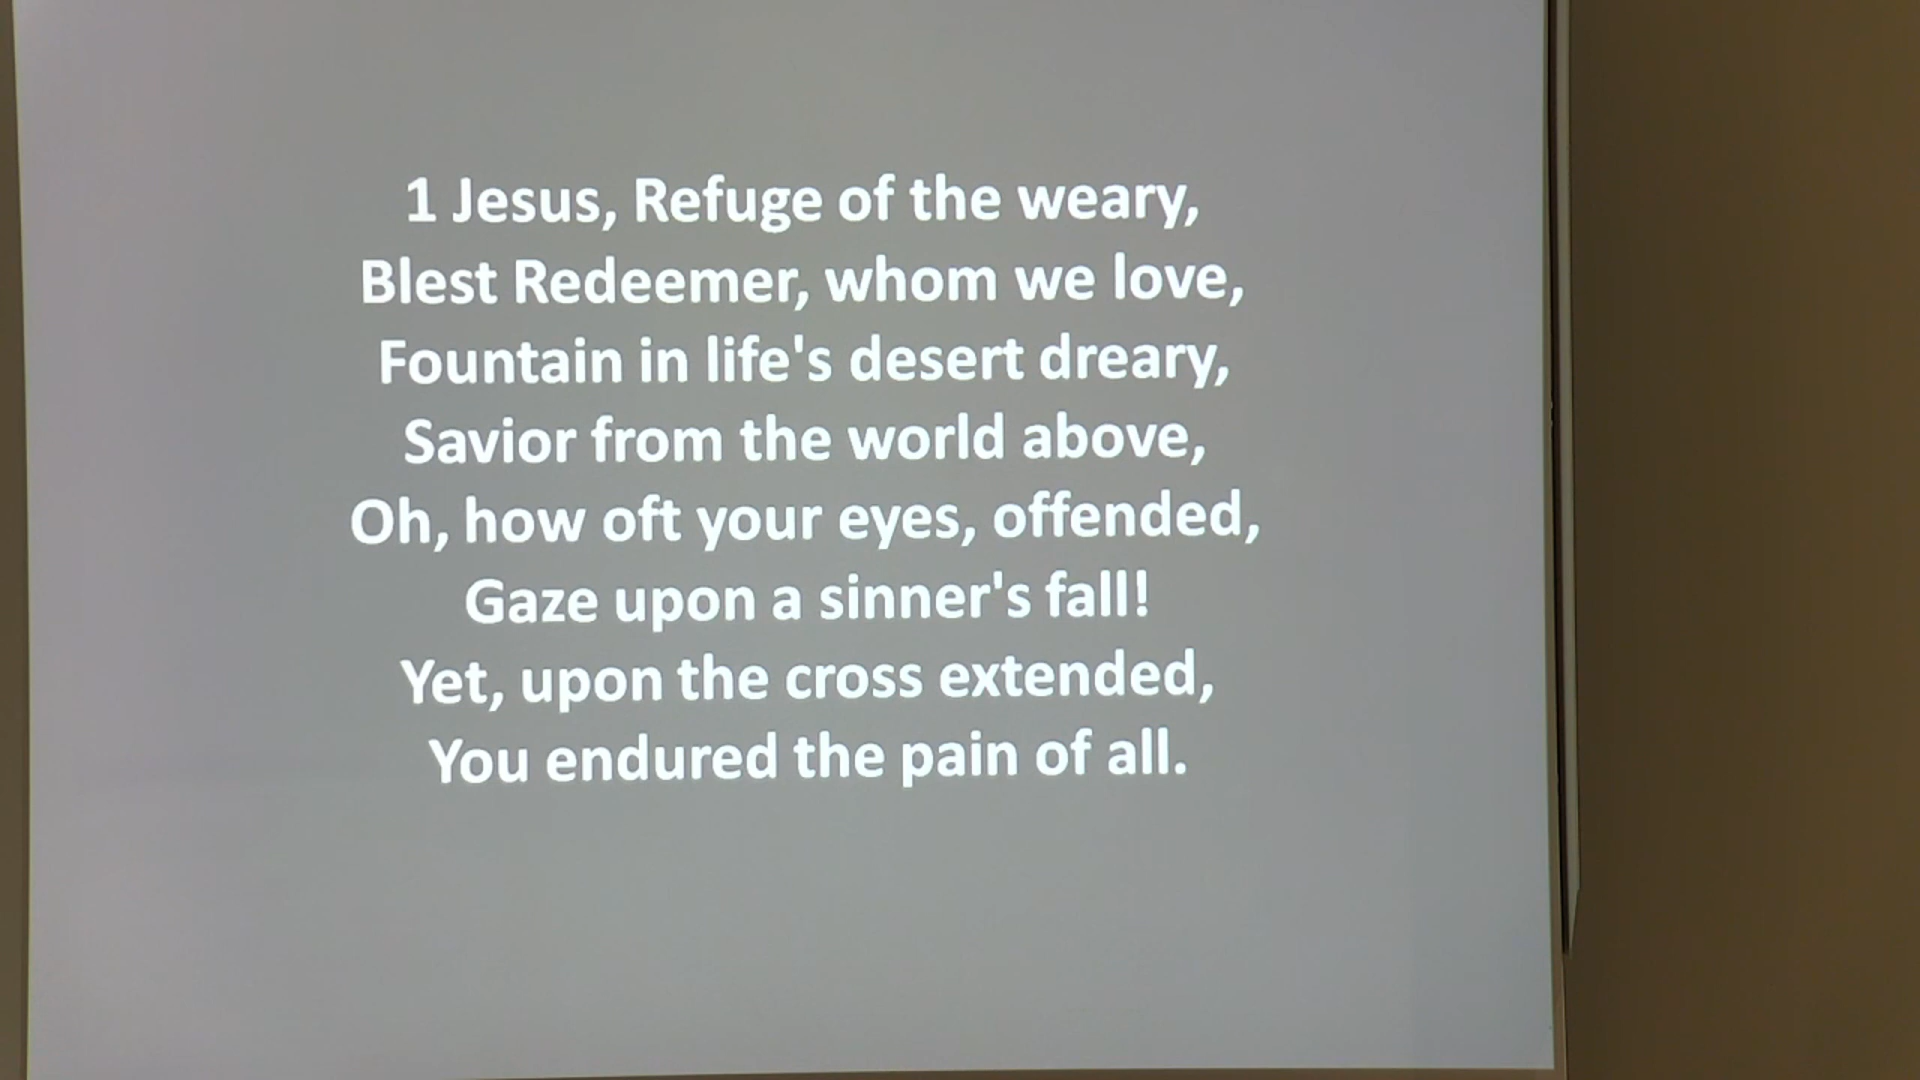 1 Jesus, Refuge of the weary,
Blest Redeemer, whom we love,
Fountain in life's desert dreary,
Savior from the world above,
Oh, how oft your eyes, offended,
Gaze upon a sinner's fall!
Yet, upon the cross extended,
You endured the pain of all.